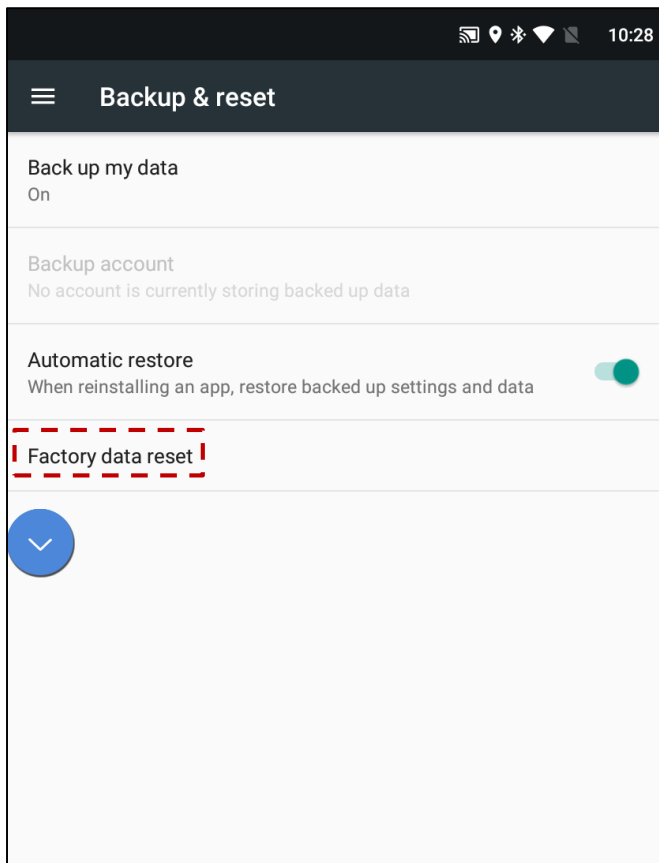 10:28
Backup & reset
Back up my data
On
Backup account
No account is currently storing backed up data
Automatic restore
When reinstalling an app, restore backed up settings and data
Factory data reset